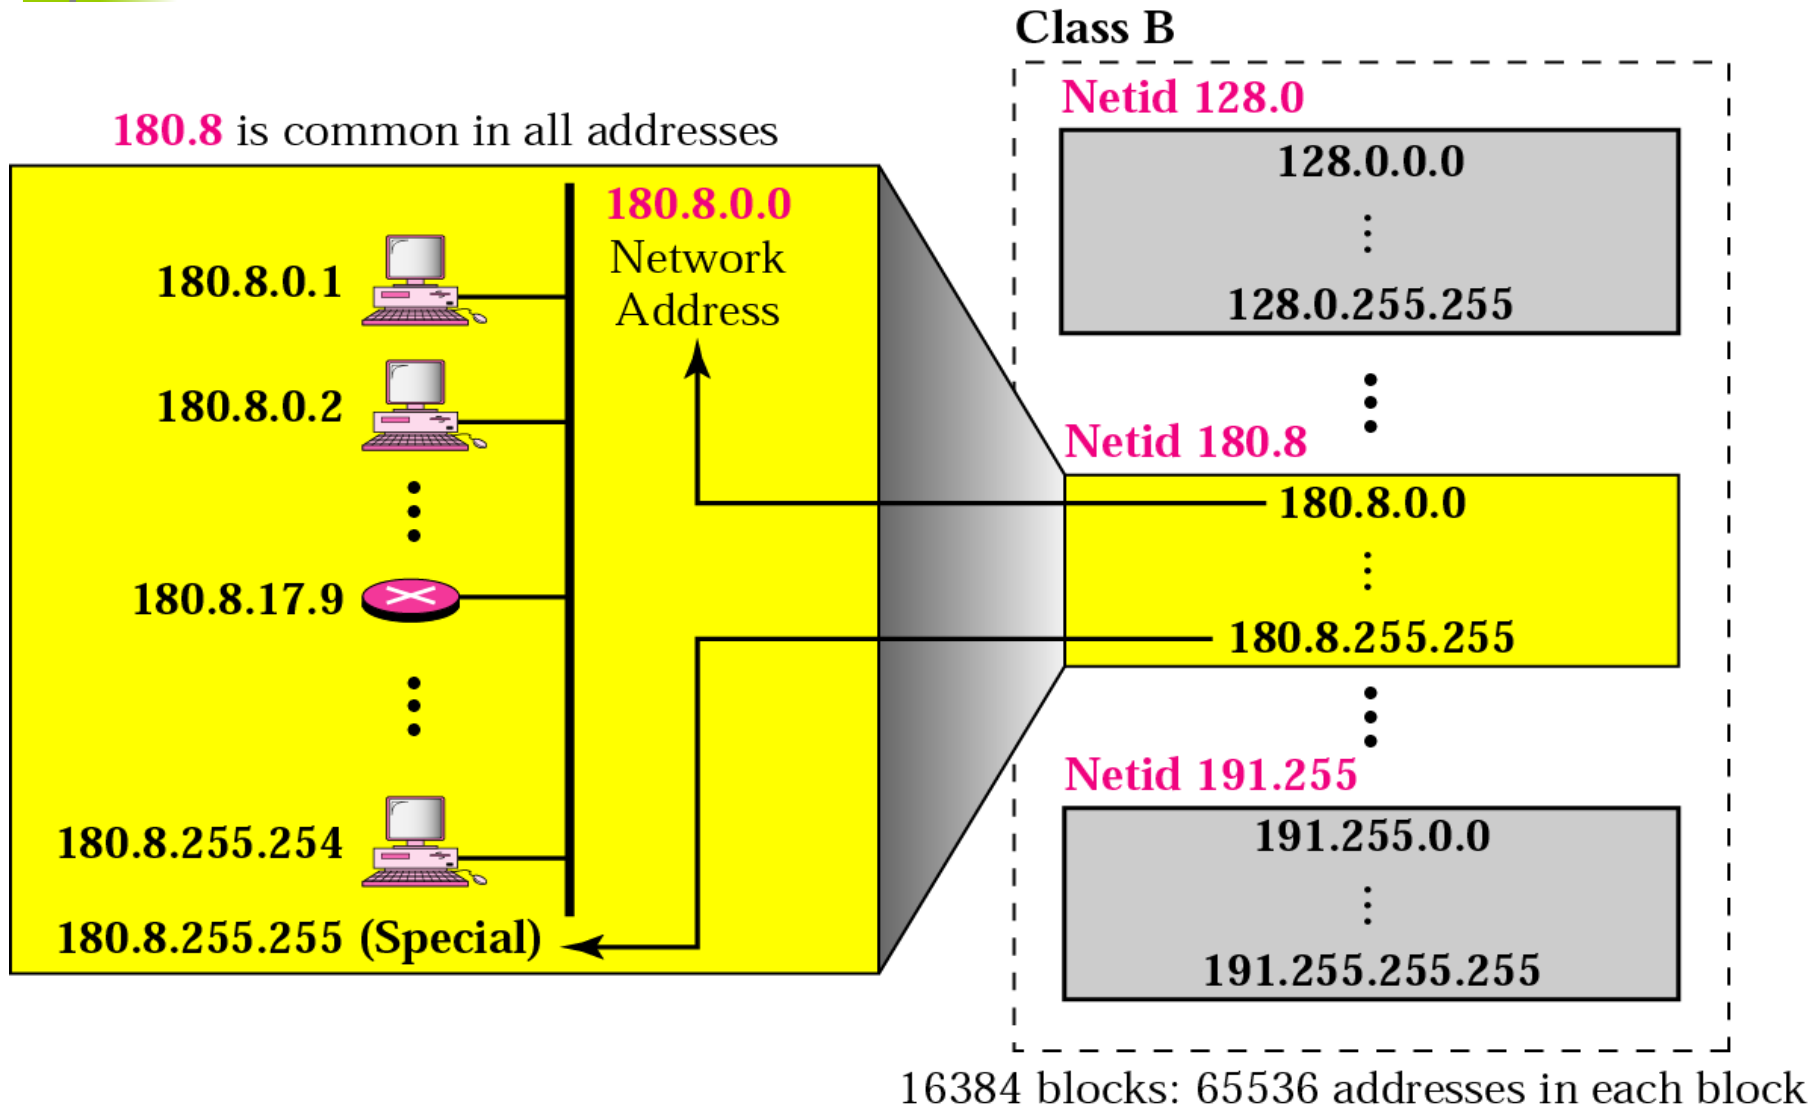 Class B
Netid 128.0
128.0.0.0
128.0.255.255
Netid 180.8
180.8.0.0
180.8.255.255
Netid 191.255
191.255.0.0
191.255.255.255
16384 blocks: 65536 addresses in each block
180.8 is common in all addresses
180.8.0.0
Network
Address
180.8.0.1
180.8.0.2
180.8.17.9
180.8.255.254
180.8.255.255 (Special)